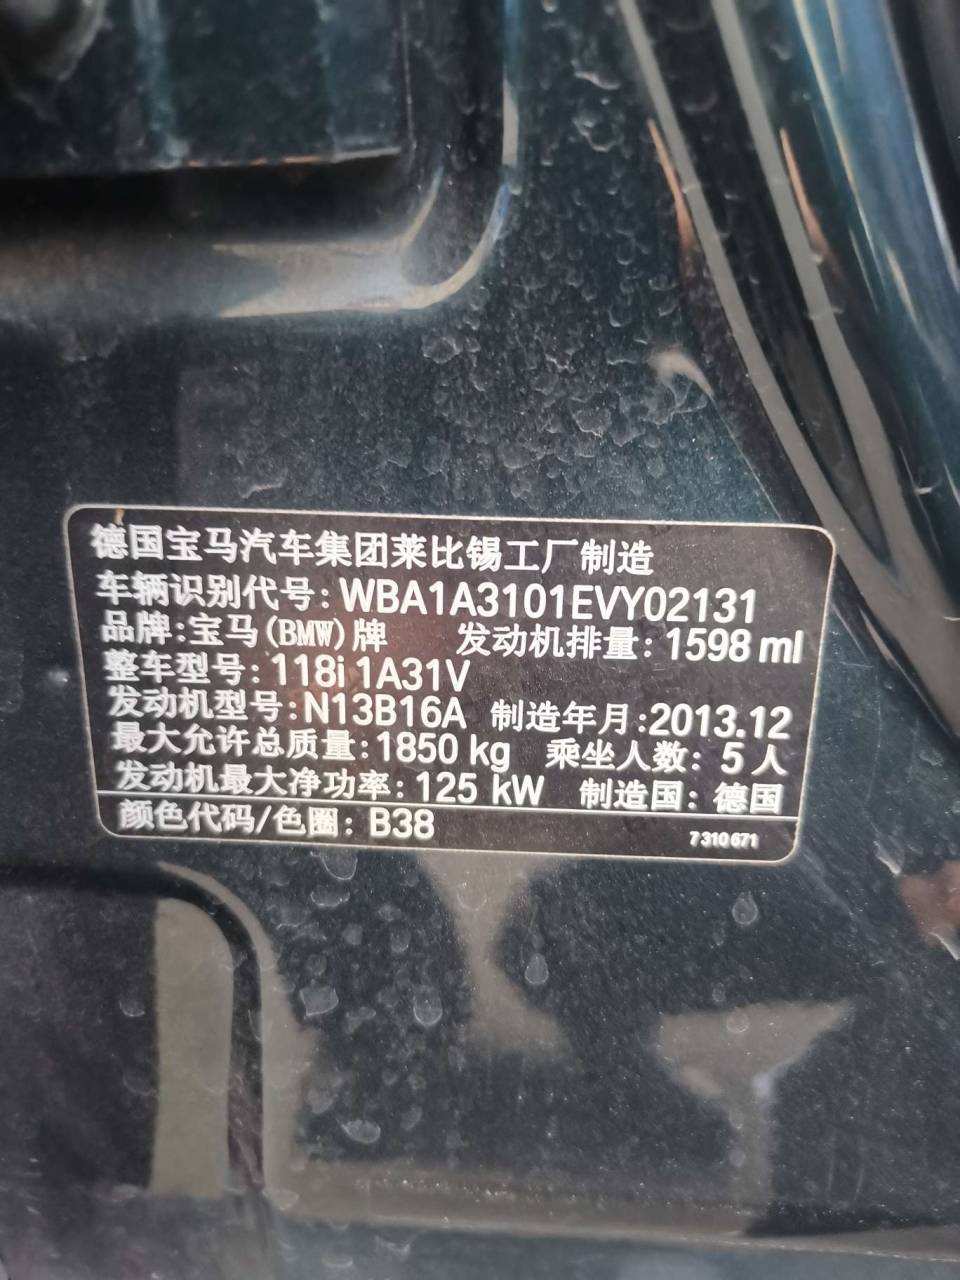 德国宝马汽车集团莱比锡工厂制造
车辆识别代号: WBA1A3101EVY02131
品牌:宝马(BMW)牌 发动机排量: 1598 ml
整车型号: 118i 1A31V
发动机型号:N13B16A 制造年月:2013.12
最大允许总质量: 1850 kg 乘坐人数: 5 人
发动机最大净功率: 125 kW 制造国: 德国
颜色代码/色圈: B38 7310671